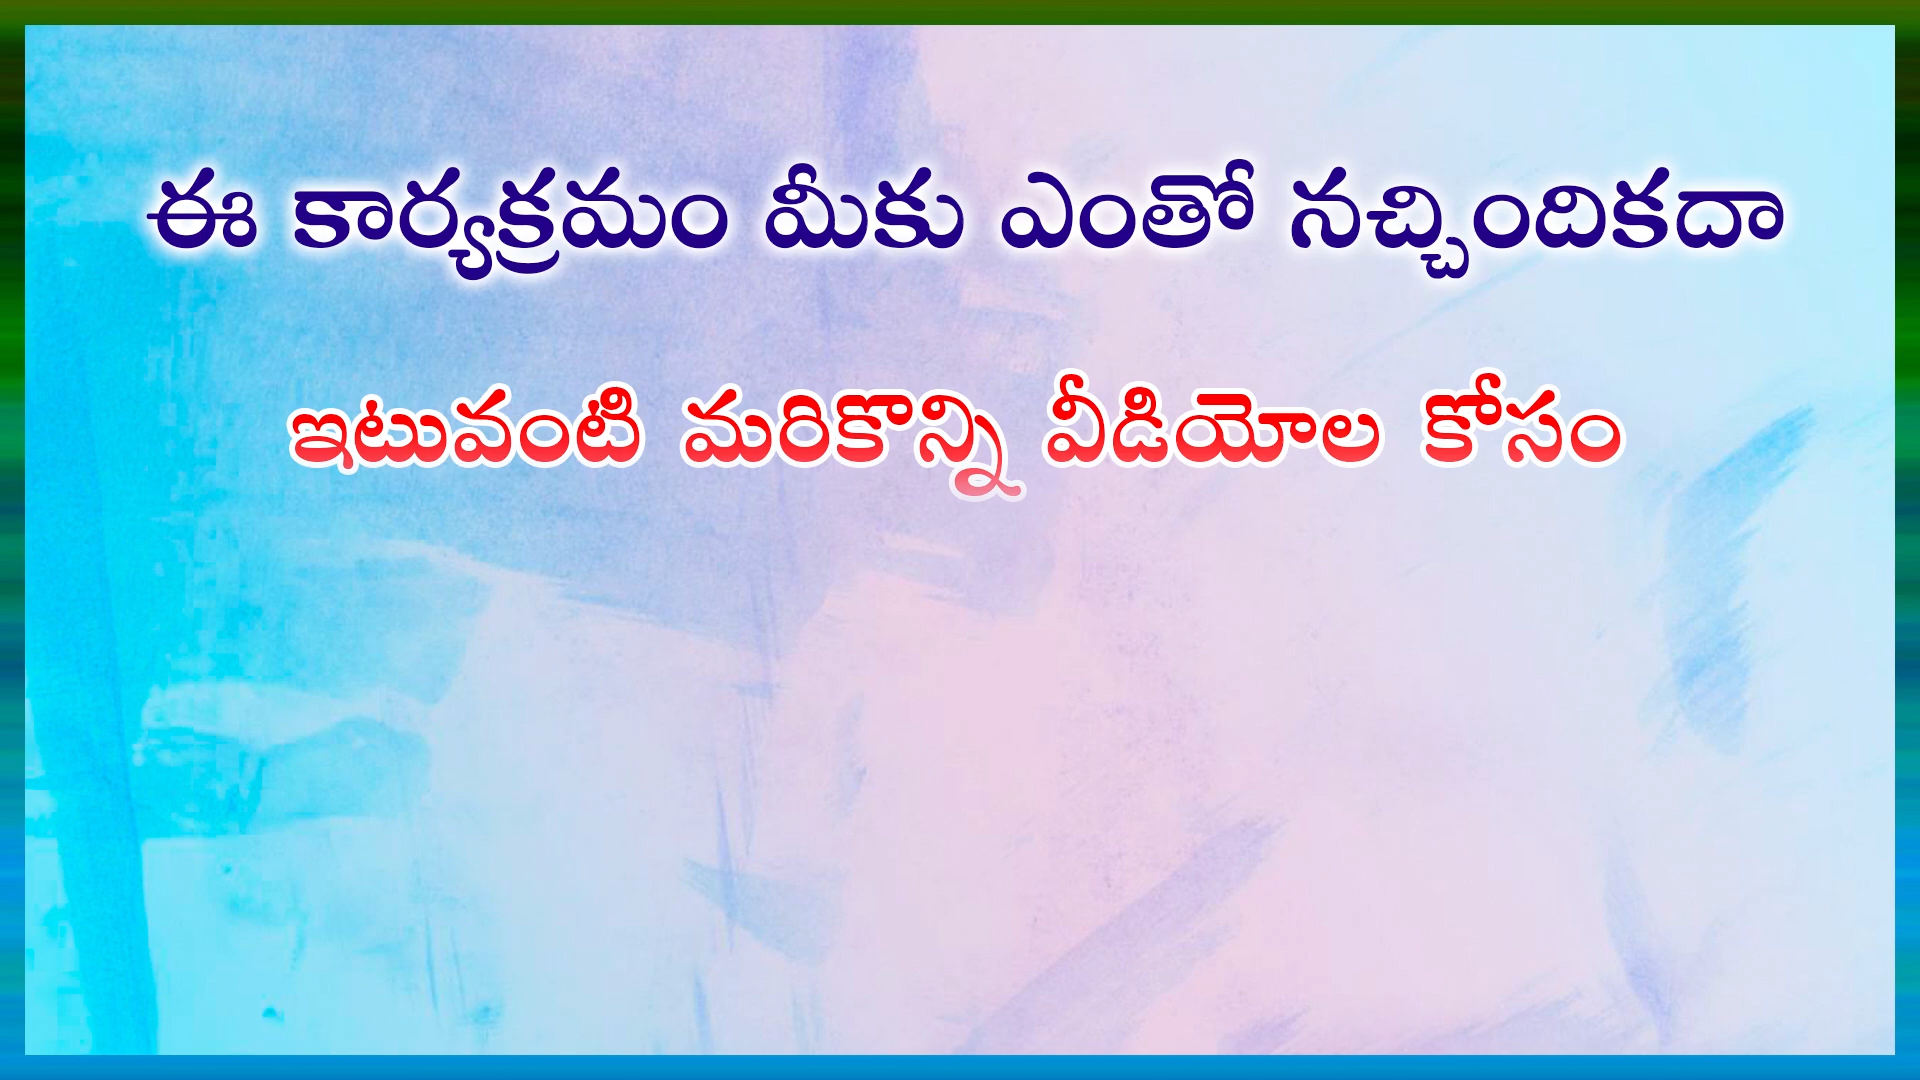 ఈ కార్యక్రమం మీకు ఎంతో నచ్చిందికదా
ఇటువంటి మరికొన్ని వీడియోల కోసం